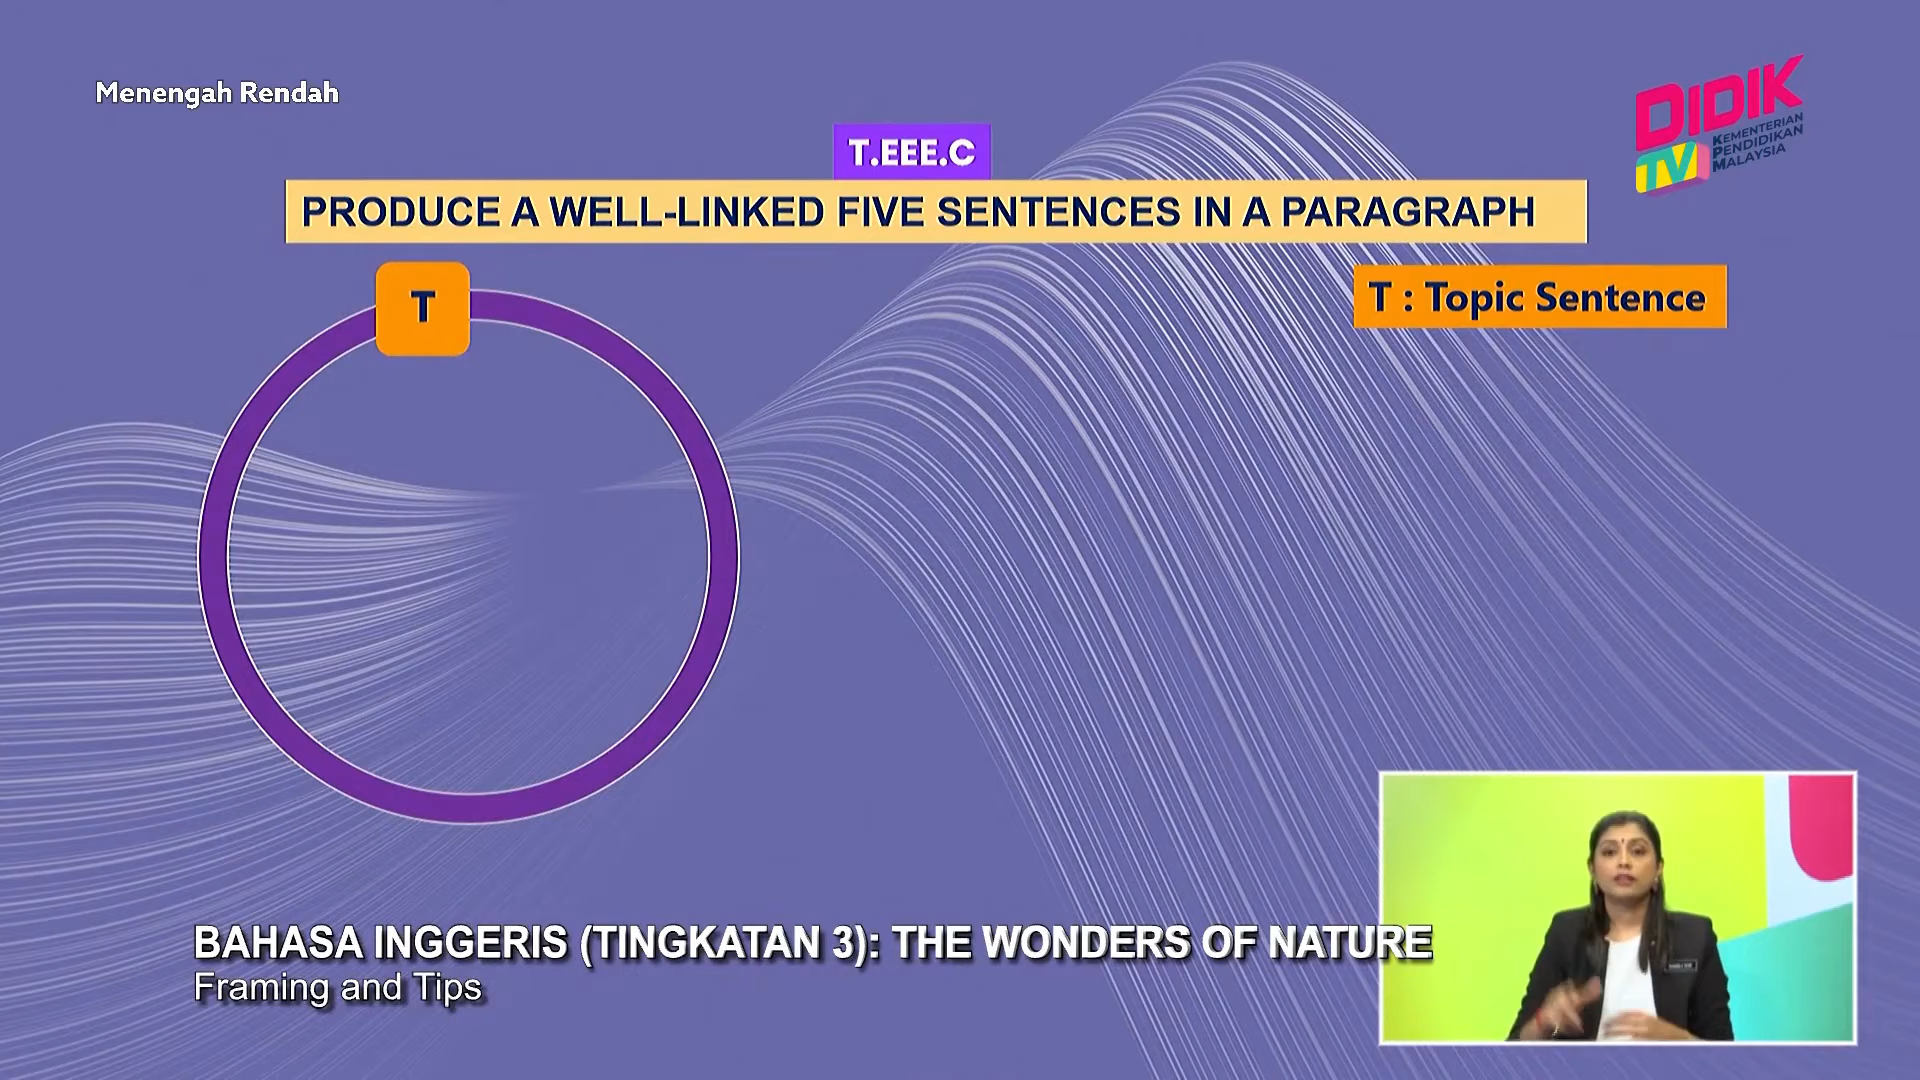 Menengah Rendah
DIDIK
TV
KEMENTERIAN
PENDIDIKAN
MALAYSIA
T.EEE.C
PRODUCE A WELL-LINKED FIVE SENTENCES IN A PARAGRAPH
T
T : Topic Sentence
BAHASA INGGERIS (TINGKATAN 3): THE WONDERS OF NATURE
Framing and Tips